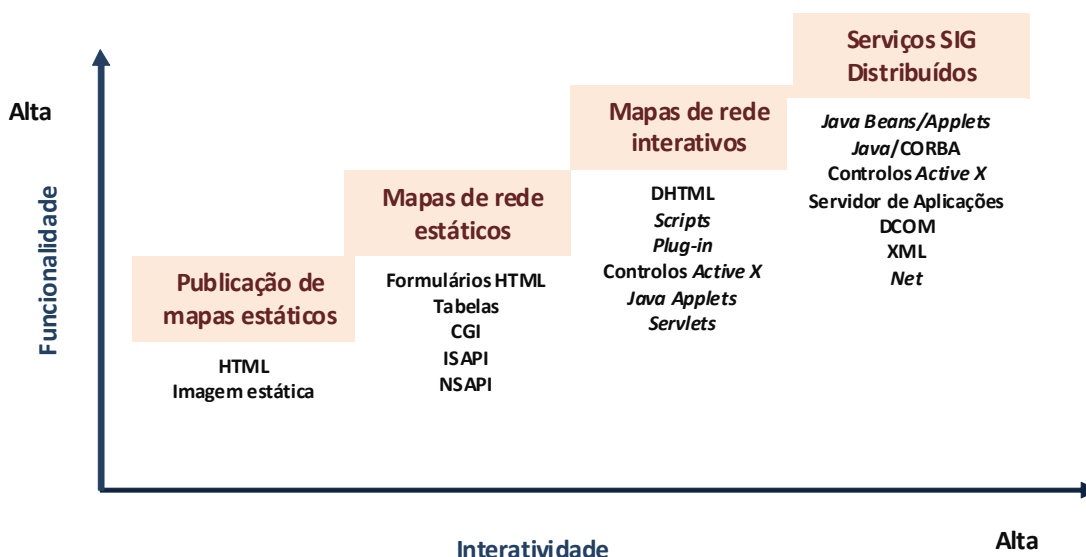 Serviços SIG
Distribuídos
Java Beans/Applets
Java/CORBA
Controlos Active X
Servidor de Aplicações
DCOM
XML
Net
Mapas de rede
interativos
DHTML
Scripts
Plug-in
Controlos Active X
Java Applets
Servlets
Mapas de rede
estáticos
Formulários HTML
Tabelas
CGI
ISAPI
NSAPI
Publicação de
mapas estáticos
HTML
Imagem estática
Alta
Funcionalidade
Interatividade
Alta